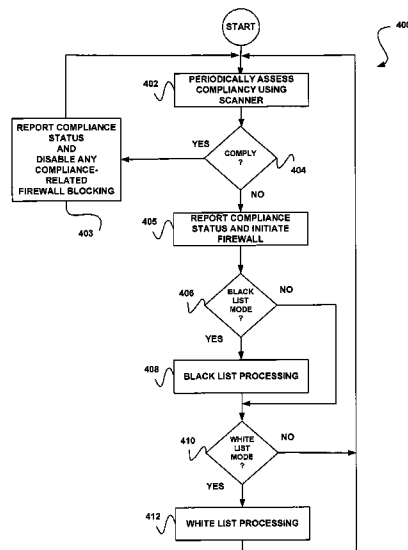 START
400
402
PERIODICALLY ASSESS
COMPLIANCY USING
SCANNER
REPORT COMPLIANCE
STATUS
AND
DISABLE ANY
COMPLIANCE-
RELATED
FIREWALL BLOCKING
403
YES
COMPLY
?
404
NO
405
REPORT COMPLIANCE
STATUS AND INITIATE
FIREWALL
406
BLACK
LIST
MODE
?
NO
YES
408
BLACK LIST PROCESSING
410
WHITE
LIST
MODE
?
NO
YES
412
WHITE LIST PROCESSING